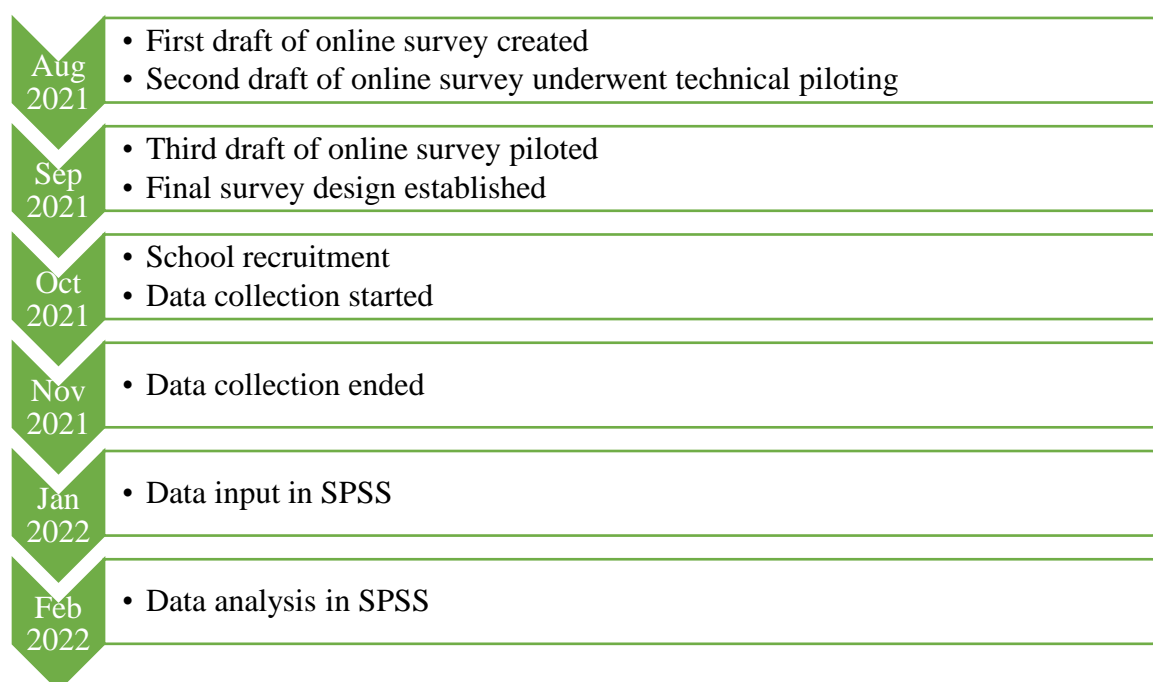 Aug
2021
• First draft of online survey created
• Second draft of online survey underwent technical piloting
Sep
2021
• Third draft of online survey piloted
• Final survey design established
Oct
2021
• School recruitment
• Data collection started
Nov
2021
• Data collection ended
Jan
2022
• Data input in SPSS
Feb
2022
• Data analysis in SPSS